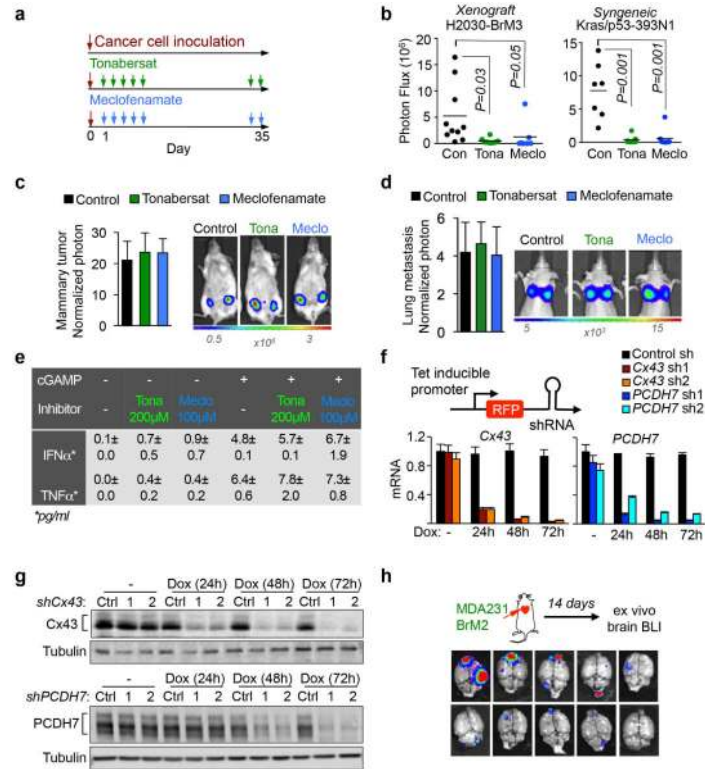 a
Cancer cell inoculation
Tonabersat
Meclofenamate
0 1 35
Day
b
Xenograft
H2030-BrM3
Syngeneic
Kras/p53-393N1
Photon Flux (10⁶)
20
15
10
5
0
P=0.03
P=0.05
Con Tona Meclo
15
10
5
0
P=0.001
P=0.001
Con Tona Meclo
c
Control Tonabersat Meclofenamate
Mammary tumor
Normalized photon
30
20
10
0
Control Tona Meclo
0.5 x10⁶ 3
d
Control Tonabersat Meclofenamate
Lung metastasis
Normalized photon
6
4
2
0
Control Tona Meclo
5 x10³ 15
e
cGAMP - - - + + +
Inhibitor - Tona 200µM Meclo 100µM - Tona 200µM Meclo 100µM
IFNα* 0.1± 0.0 0.7± 0.5 0.9± 0.7 4.8± 0.1 5.7± 0.1 6.7± 1.9
TNFα* 0.0± 0.0 0.4± 0.2 0.4± 0.2 6.4± 0.6 7.8± 2.0 7.3± 0.8
*pg/ml
f
Tet inducible
promoter
RFP
shRNA
Control sh
Cx43 sh1
Cx43 sh2
PCDH7 sh1
PCDH7 sh2
Cx43
PCDH7
mRNA
1.2
0.8
0.4
0
Dox: - 24h 48h 72h
- 24h 48h 72h
g
- Dox (24h) Dox (48h) Dox (72h)
shCx43: Ctrl 1 2 Ctrl 1 2 Ctrl 1 2 Ctrl 1 2
Cx43
Tubulin
- Dox (24h) Dox (48h) Dox (72h)
shPCDH7: Ctrl 1 2 Ctrl 1 2 Ctrl 1 2 Ctrl 1 2
PCDH7
Tubulin
h
MDA231
BrM2
14 days
ex vivo
brain BLI